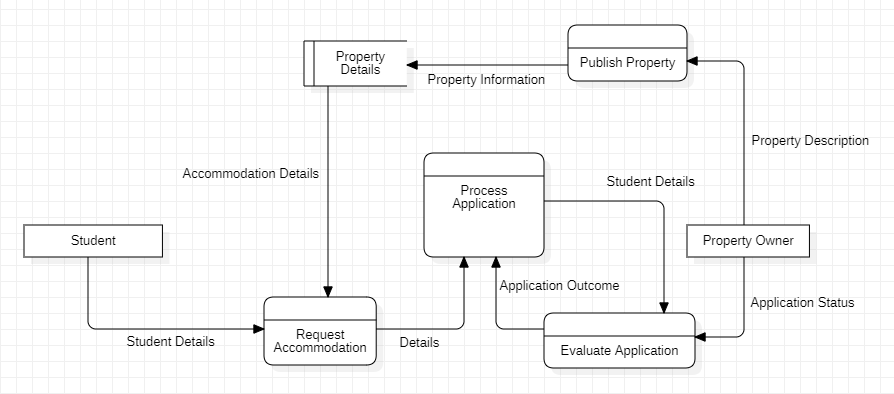 Property
Details
Publish Property
Property Information
Property Description
Accommodation Details
Process
Application
Student Details
Student
Property Owner
Application Outcome
Application Status
Student Details
Request
Accommodation
Details
Evaluate Application